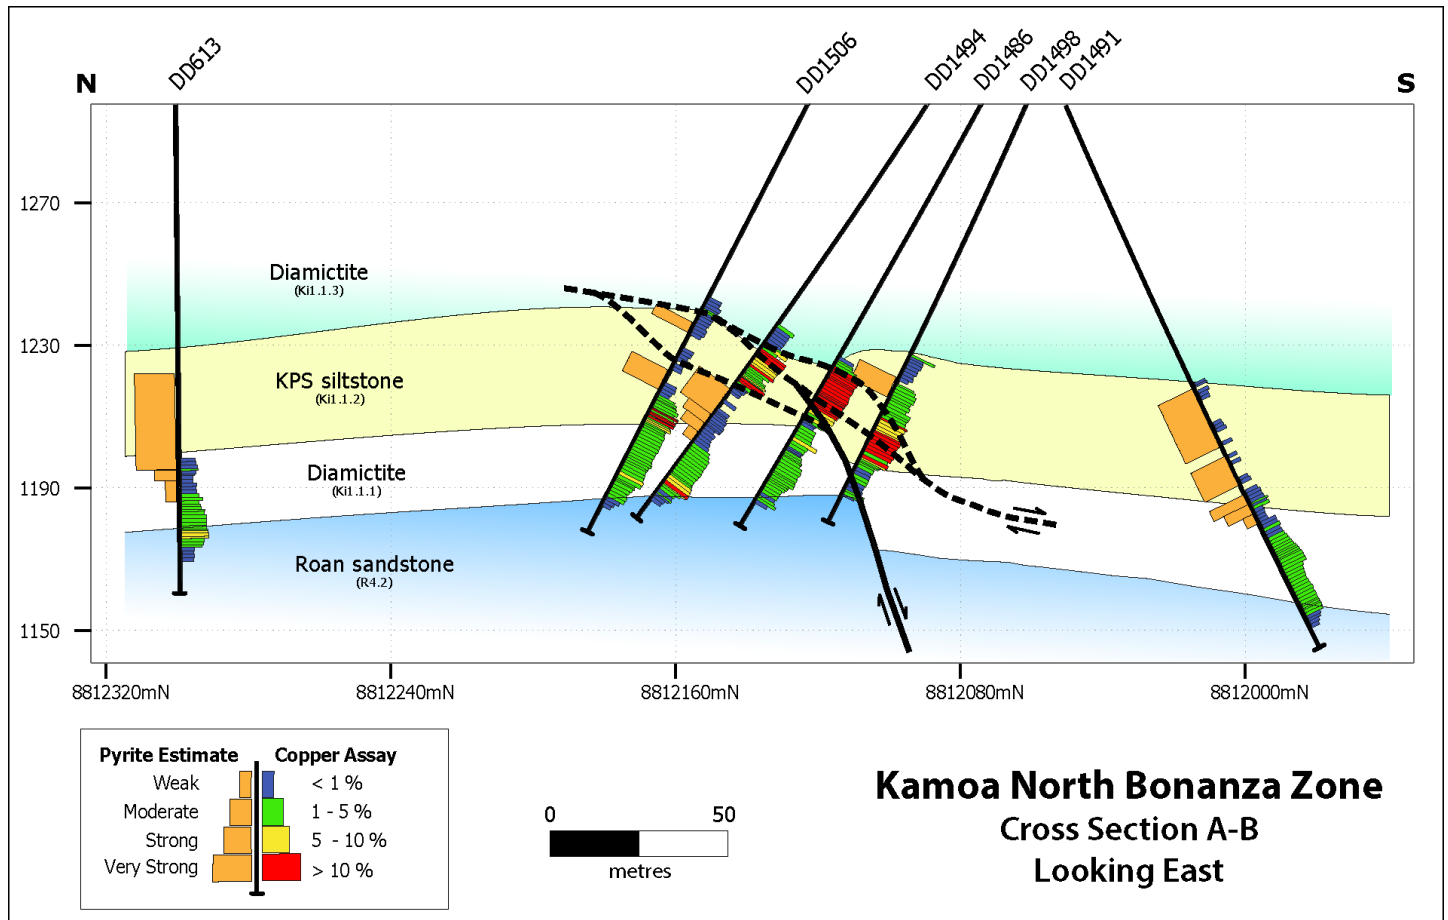 N
DD613
DD1506
DD1494
DD1486
DD1498
DD1491
S
1270
1230
1190
1150
Diamictite
(Ki1.1.3)
KPS siltstone
(Ki1.1.2)
Diamictite
(Ki1.1.1)
Roan sandstone
(R4.2)
8812320mN
8812240mN
8812160mN
8812080mN
8812000mN
Pyrite Estimate
Copper Assay
Weak
< 1 %
Moderate
1 - 5 %
Strong
5 - 10 %
Very Strong
> 10 %
0
50
metres
Kamoa North Bonanza Zone
Cross Section A-B
Looking East